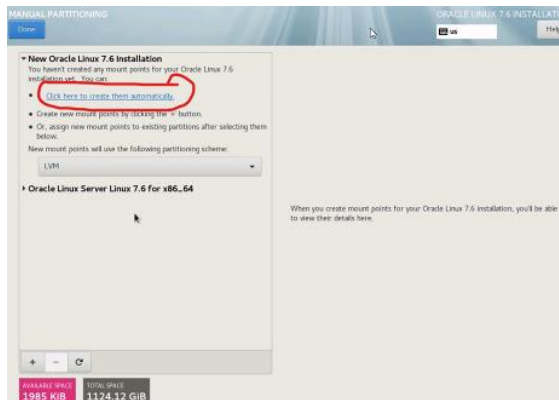 MANUAL PARTITIONING
ORACLE LINUX 7.6 INSTALLATI
Done
us
Help
New Oracle Linux 7.6 Installation
You haven't created any mount points for your Oracle Linux 7.6
installation yet. You can:
Click here to create them automatically.
Create new mount points by clicking the + button.
Or, assign new mount points to existing partitions after selecting them
below.
New mount points will use the following partitioning scheme:
LVM
Oracle Linux Server Linux 7.6 for x86_64
When you create mount points for your Oracle Linux 7.6 installation, you'll be able
to view their details here.
+ −
AVAILABLE SPACE
1985 KiB
TOTAL SPACE
1124.12 GiB